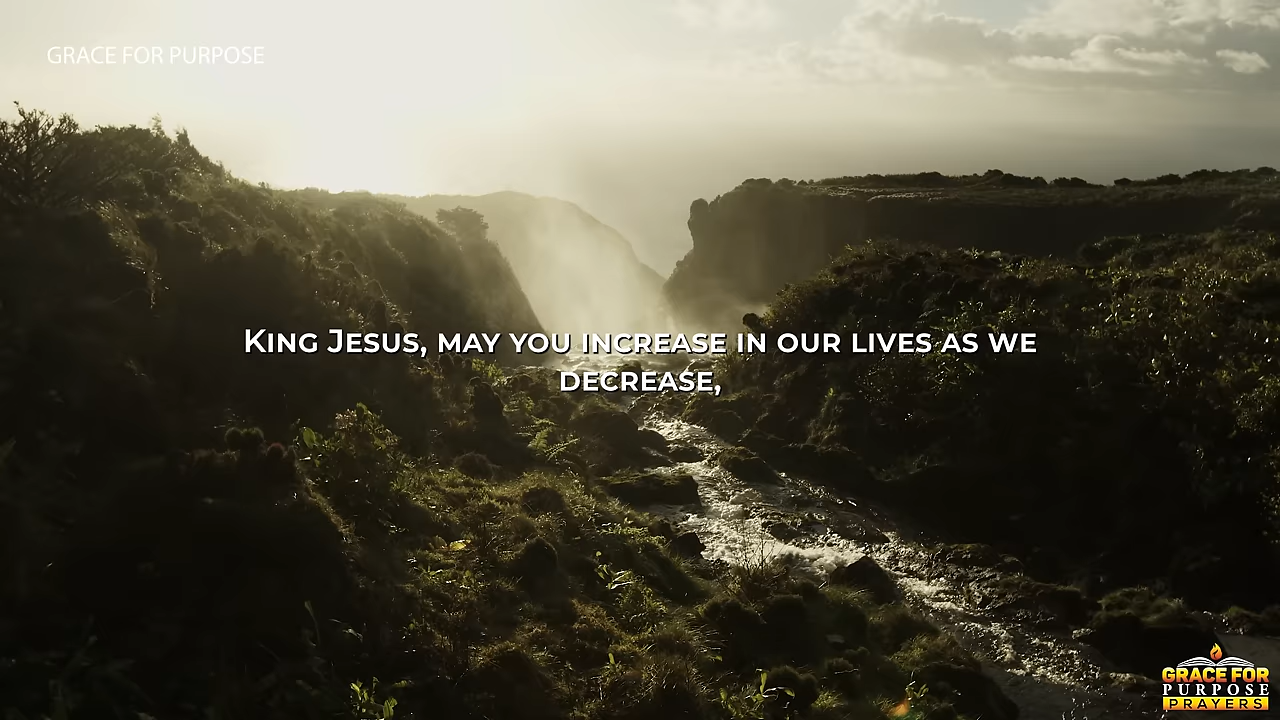 GRACE FOR PURPOSE
King Jesus, may you increase in our lives as we
decrease,
GRACE FOR
PURPOSE
PRAYERS